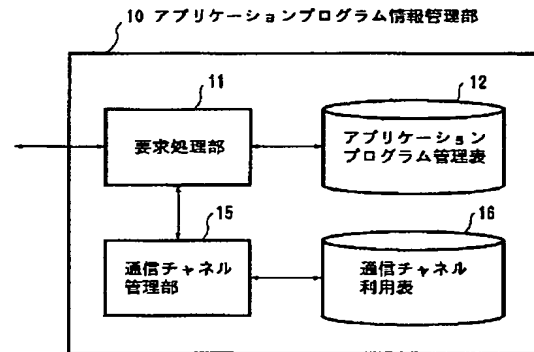 10 アプリケーションプログラム情報管理部
11
要求処理部
12
アプリケーション
プログラム管理表
15
通信チャネル
管理部
16
通信チャネル
利用表